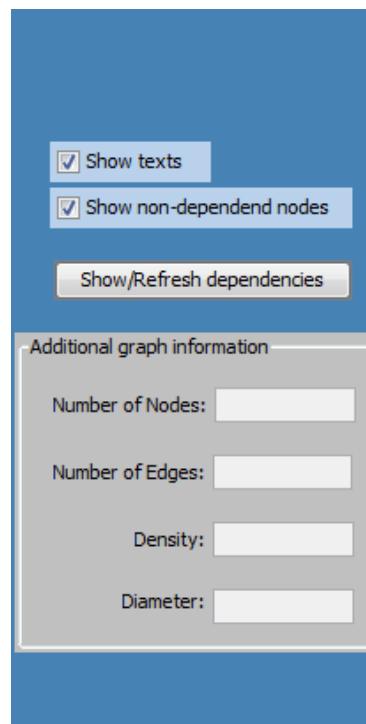 Show texts
Show non-dependend nodes
Show/Refresh dependencies
Additional graph information
Number of Nodes:
Number of Edges:
Density:
Diameter: